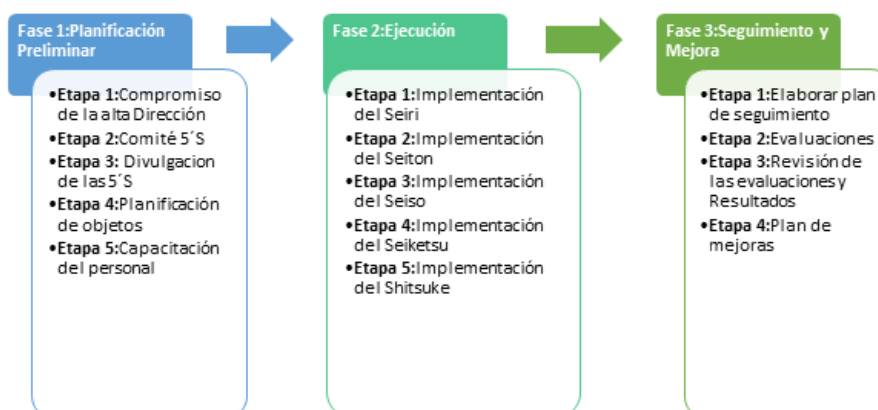 Fase 1:Planificación
Preliminar
•Etapa 1:Compromiso
de la alta Dirección
•Etapa 2:Comité 5´S
•Etapa 3: Divulgacion
de las 5´S
•Etapa 4:Planificación
de objetos
•Etapa 5:Capacitación
del personal
Fase 2:Ejecución
•Etapa 1:Implementación
del Seiri
•Etapa 2:Implementación
del Seiton
•Etapa 3:Implementación
del Seiso
•Etapa 4:Implementación
del Seiketsu
•Etapa 5:Implementación
del Shitsuke
Fase 3:Seguimiento y
Mejora
•Etapa 1:Elaborar plan
de seguimiento
•Etapa 2:Evaluaciones
•Etapa 3:Revisión de
las evaluaciones y
Resultados
•Etapa 4:Plan de
mejoras